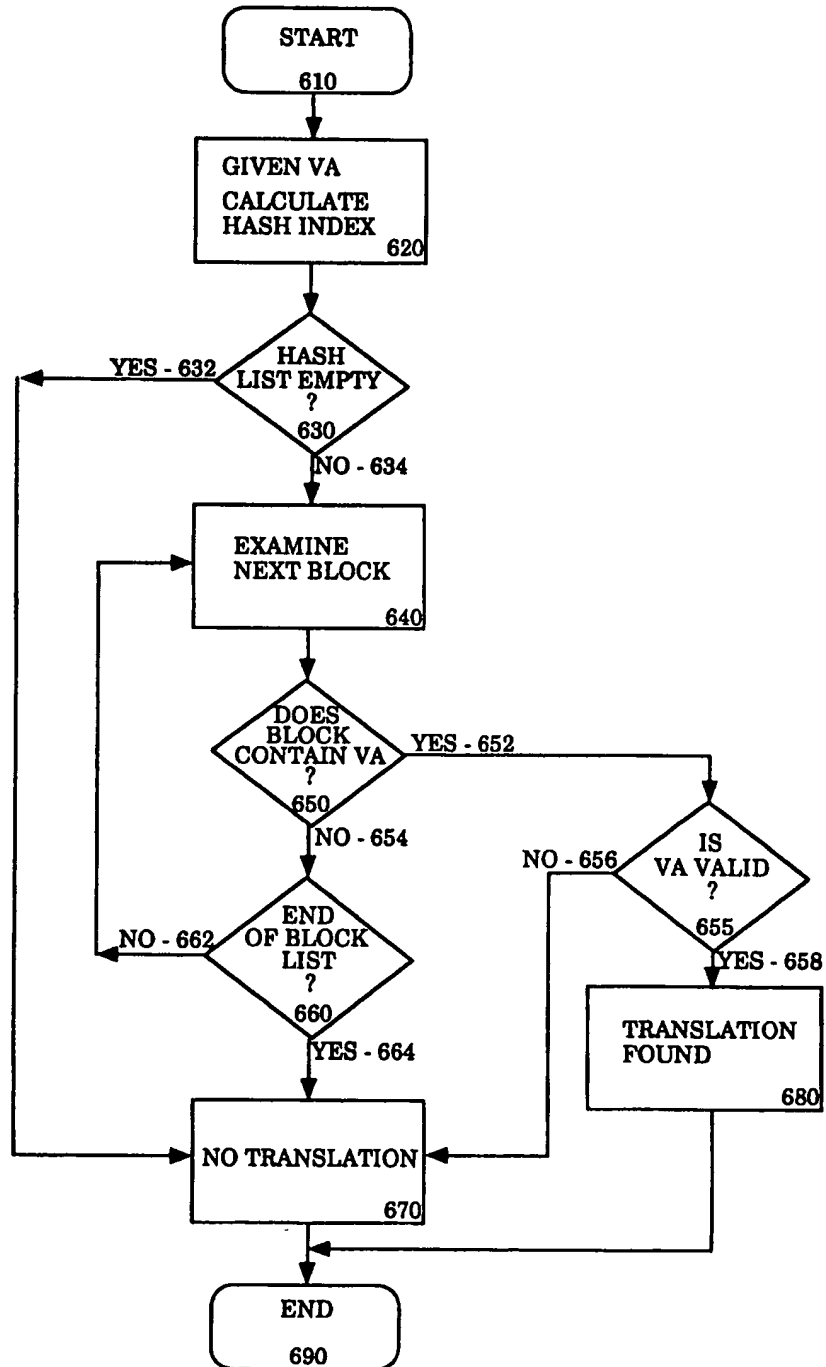 START
610
GIVEN VA
CALCULATE
HASH INDEX
620
HASH
LIST EMPTY
?
630
YES - 632
NO - 634
EXAMINE
NEXT BLOCK
640
DOES
BLOCK
CONTAIN VA
?
650
YES - 652
NO - 654
IS
VA VALID
?
655
NO - 656
YES - 658
END
OF BLOCK
LIST
?
660
NO - 662
YES - 664
TRANSLATION
FOUND
680
NO TRANSLATION
670
END
690